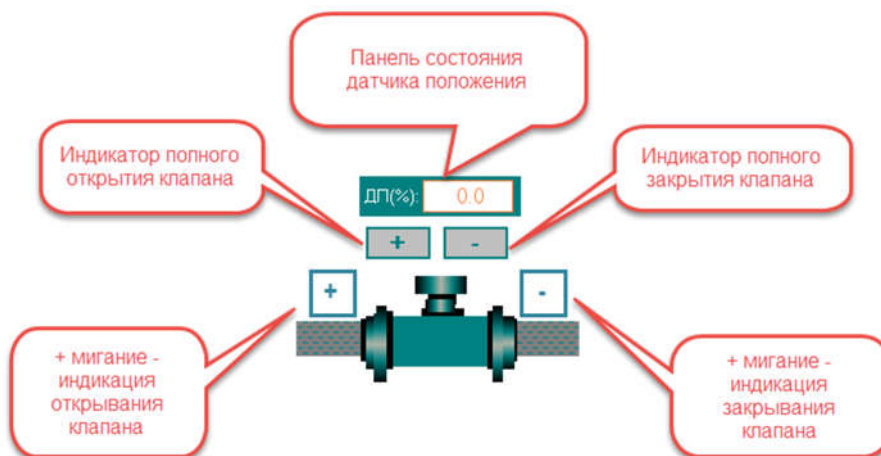 Панель состояния
датчика положения
Индикатор полного
открытия клапана
Индикатор полного
закрытия клапана
ДП(%): 0.0
+ -
+ -
+ мигание -
индикация
открывания
клапана
+ мигание -
индикация
закрывания
клапана